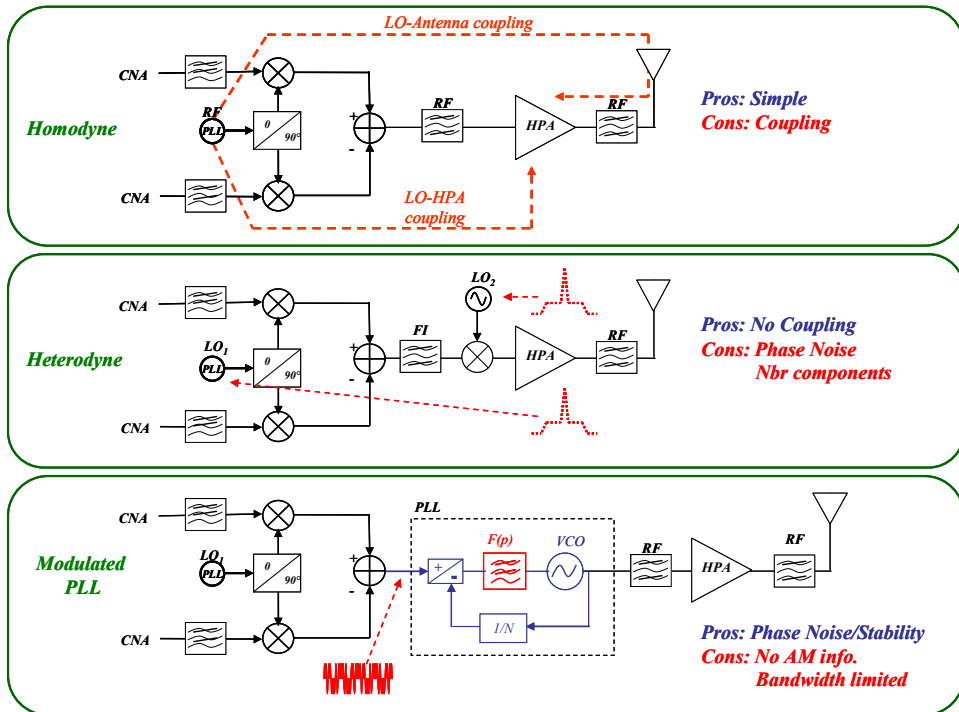 LO-Antenna coupling
CNA
RF
PLL
0
90°
+
-
RF
HPA
RF
Homodyne
CNA
LO-HPA
coupling
Pros: Simple
Cons: Coupling
CNA
LO2
LO1
PLL
0
90°
+
-
FI
HPA
RF
Heterodyne
CNA
Pros: No Coupling
Cons: Phase Noise
Nbr components
CNA
PLL
LO1
PLL
0
90°
+
-
+
-
F(p)
VCO
1/N
RF
HPA
RF
Modulated
PLL
CNA
Pros: Phase Noise/Stability
Cons: No AM info.
Bandwidth limited